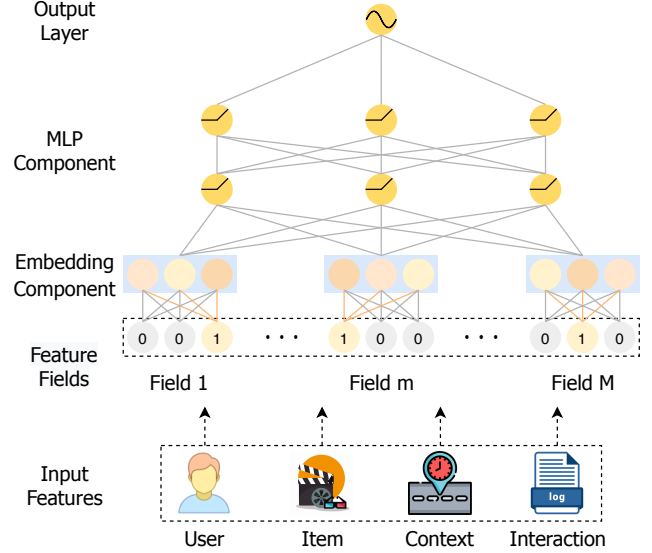 Output
Layer
MLP
Component
Embedding
Component
0 0 1 · · · 1 0 0 · · · 0 1 0
Feature
Fields
Field 1 Field m Field M
Input
Features
log
User Item Context Interaction